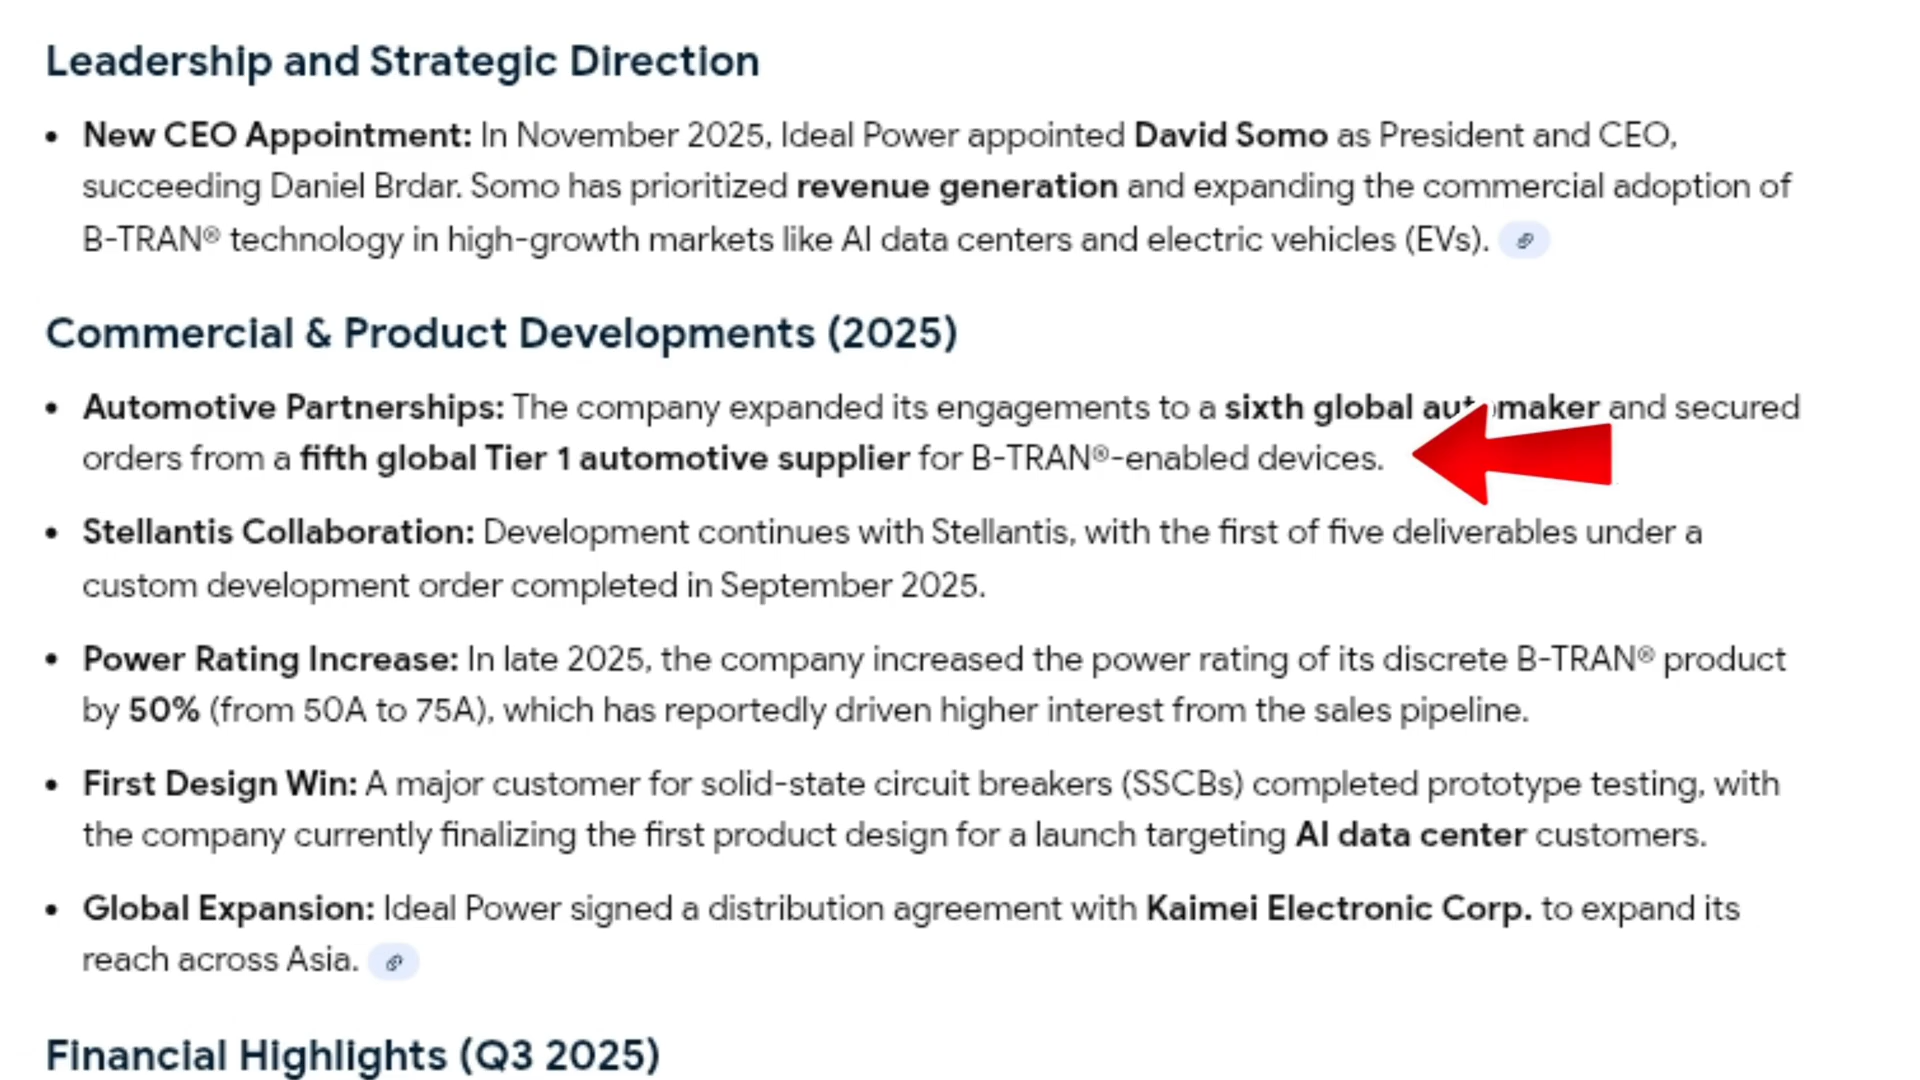 Leadership and Strategic Direction
• New CEO Appointment: In November 2025, Ideal Power appointed David Somo as President and CEO,
succeeding Daniel Brdar. Somo has prioritized revenue generation and expanding the commercial adoption of
B-TRAN® technology in high-growth markets like AI data centers and electric vehicles (EVs).
Commercial & Product Developments (2025)
• Automotive Partnerships: The company expanded its engagements to a sixth global automaker and secured
orders from a fifth global Tier 1 automotive supplier for B-TRAN®-enabled devices.
• Stellantis Collaboration: Development continues with Stellantis, with the first of five deliverables under a
custom development order completed in September 2025.
• Power Rating Increase: In late 2025, the company increased the power rating of its discrete B-TRAN® product
by 50% (from 50A to 75A), which has reportedly driven higher interest from the sales pipeline.
• First Design Win: A major customer for solid-state circuit breakers (SSCBs) completed prototype testing, with
the company currently finalizing the first product design for a launch targeting AI data center customers.
• Global Expansion: Ideal Power signed a distribution agreement with Kaimei Electronic Corp. to expand its
reach across Asia.
Financial Highlights (Q3 2025)